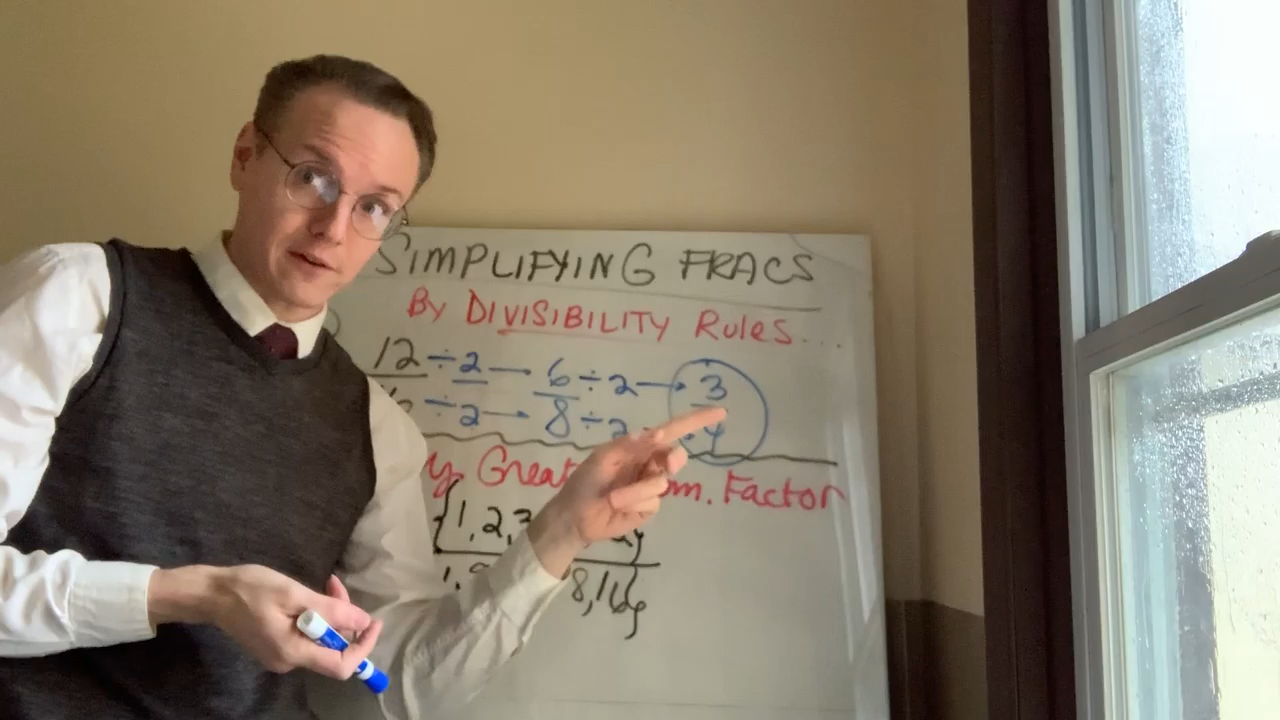 SIMPLIFYING FRACS
By DIVISIBILITY Rules....
12 ÷ 2 → 6 ÷ 2 → 3
÷ 2 → 8 ÷ 2 4
Factor
{1,2,3
8,16}